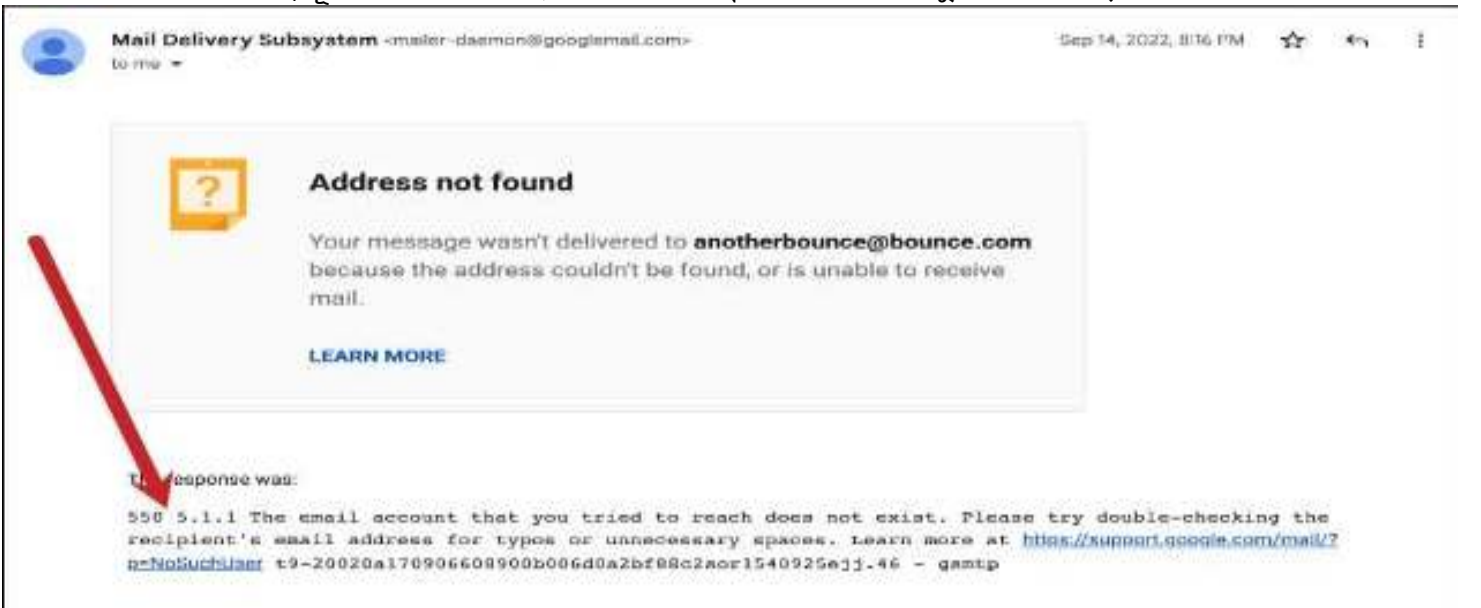 Mail Delivery Subsystem <mailer-daemon@googlemail.com>
Sep 14, 2022, 8:16 PM
to me
?
Address not found
Your message wasn't delivered to anotherbounce@bounce.com
because the address couldn't be found, or is unable to receive
mail.
LEARN MORE
response was:
550 5.1.1 The email account that you tried to reach does not exist. Please try double-checking the
recipient's email address for typos or unnecessary spaces. Learn more at https://support.google.com/mail/?
p=NoSuchUser - gsmtp